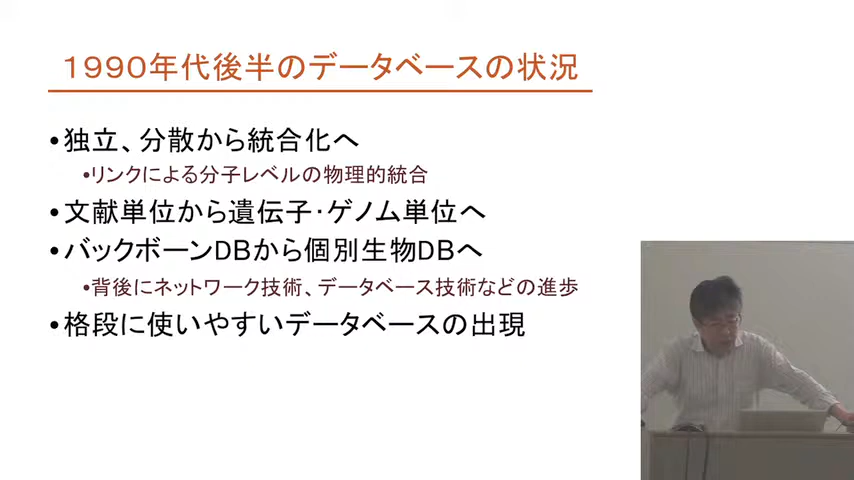 1990年代後半のデータベースの状況
•独立、分散から統合化へ
•リンクによる分子レベルの物理的統合
•文献単位から遺伝子・ゲノム単位へ
•バックボーンDBから個別生物DBへ
•背後にネットワーク技術、データベース技術などの進歩
•格段に使いやすいデータベースの出現